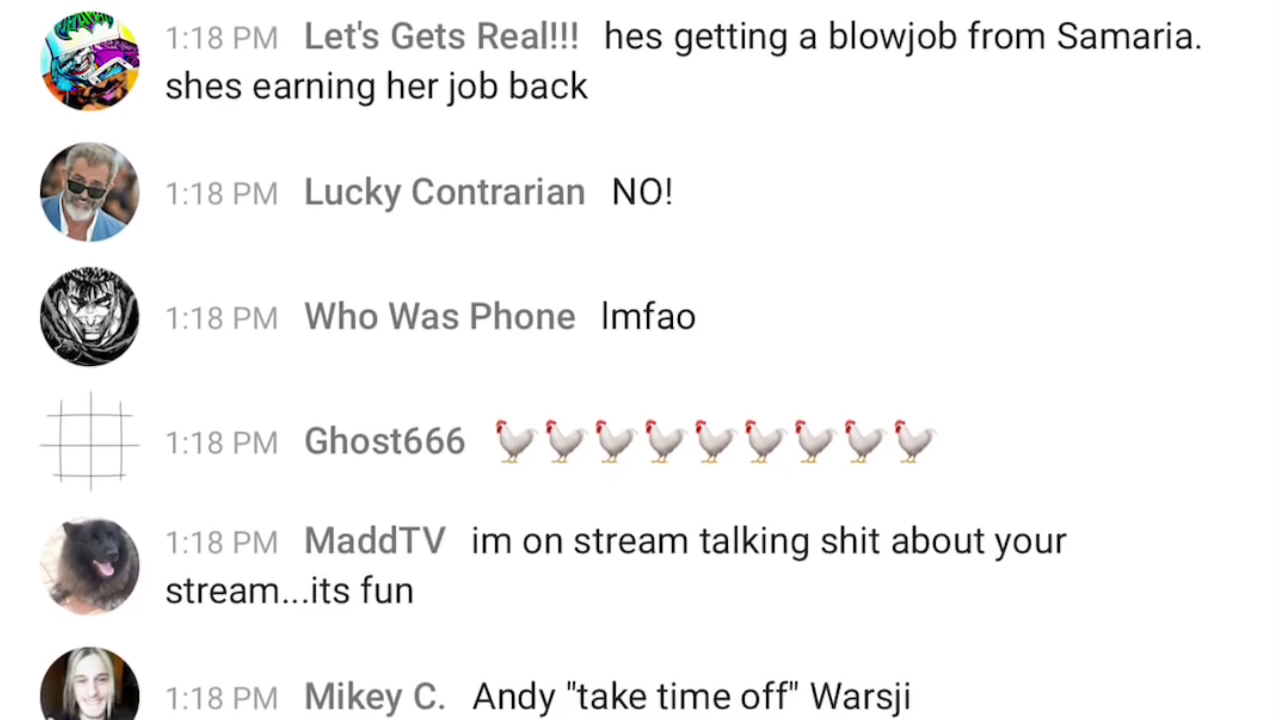 1:18 PM Let's Gets Real!!! hes getting a blowjob from Samaria.
shes earning her job back
1:18 PM Lucky Contrarian NO!
1:18 PM Who Was Phone lmfao
1:18 PM Ghost666 🐓🐓🐓🐓🐓🐓🐓🐓🐓
1:18 PM MaddTV im on stream talking shit about your
stream...its fun
1:18 PM Mikey C. Andy "take time off" Warsji